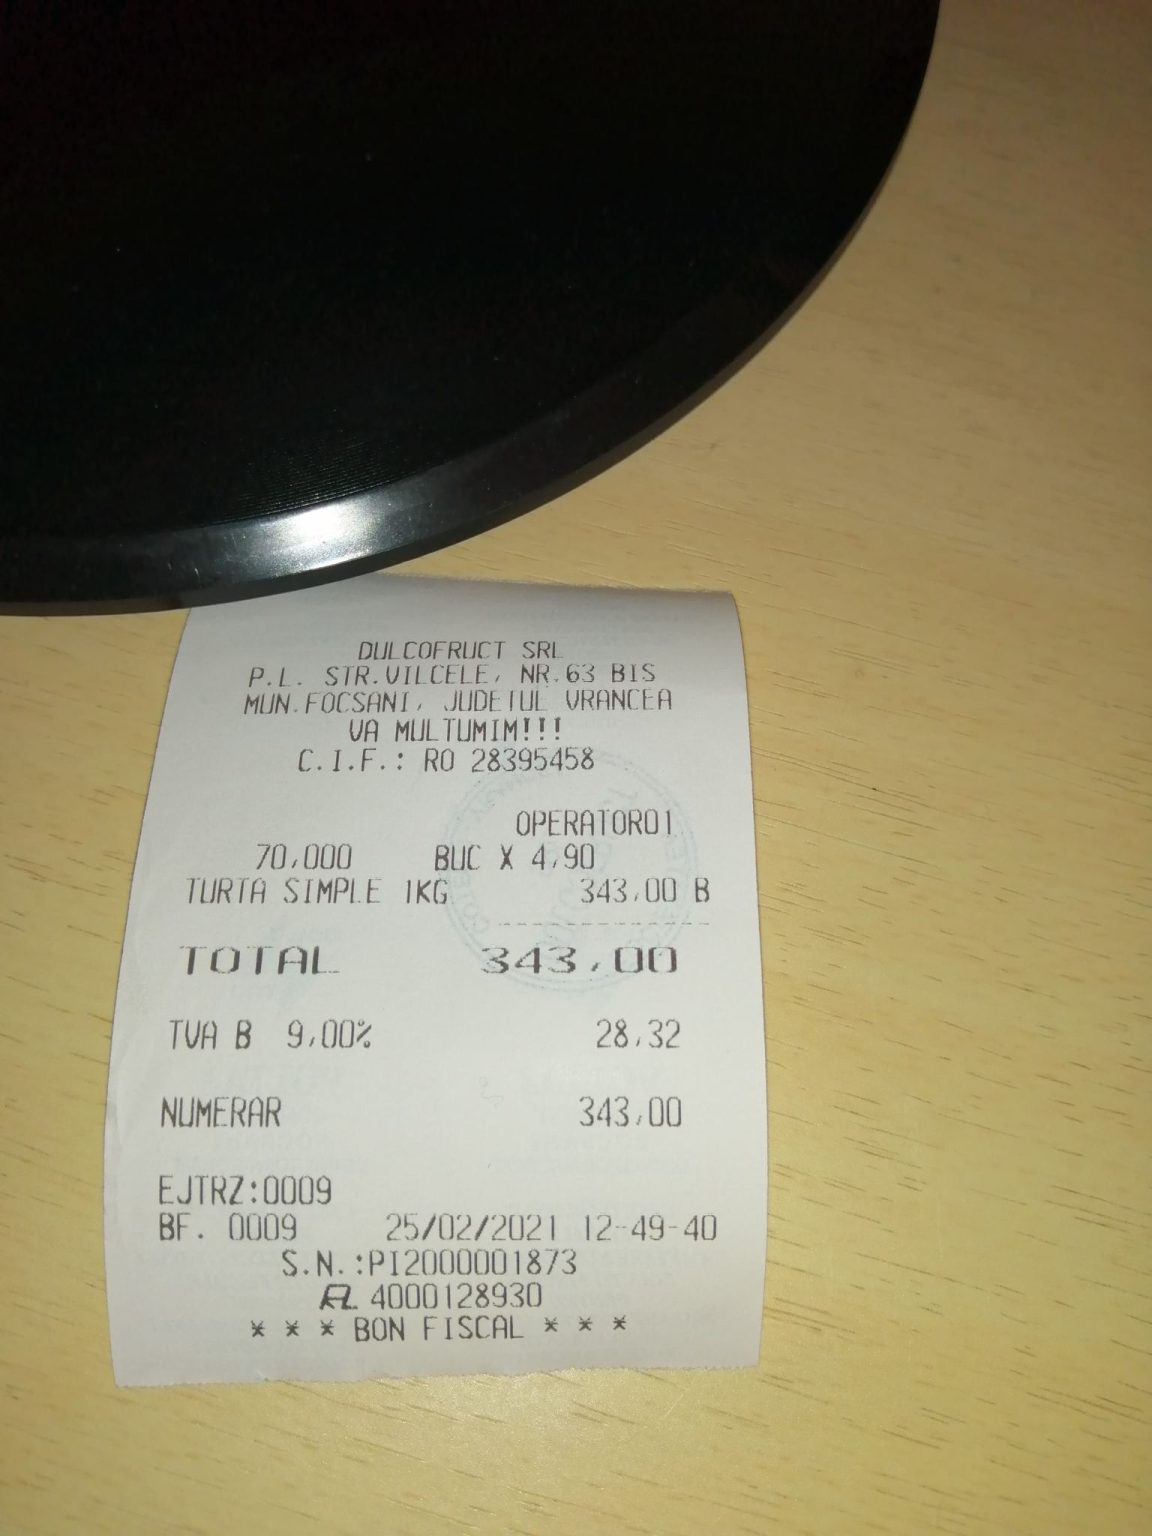 DULCOFRUCT SRL
P.L. STR.VILCELE, NR.63 BIS
MUN.FOCSANI, JUDETUL VRANCEA
VA MULTUMIM!!!
C.I.F.: RO 28395458
OPERATOR01
70,000 BUC X 4,90
TURTA SIMPLE 1KG 343,00 B
TOTAL 343,00
TVA B 9,00% 28,32
NUMERAR 343,00
EJTRZ:0009
BF. 0009 25/02/2021 12-49-40
S.N.:PI2000001873
4000128930
* * * BON FISCAL * * *